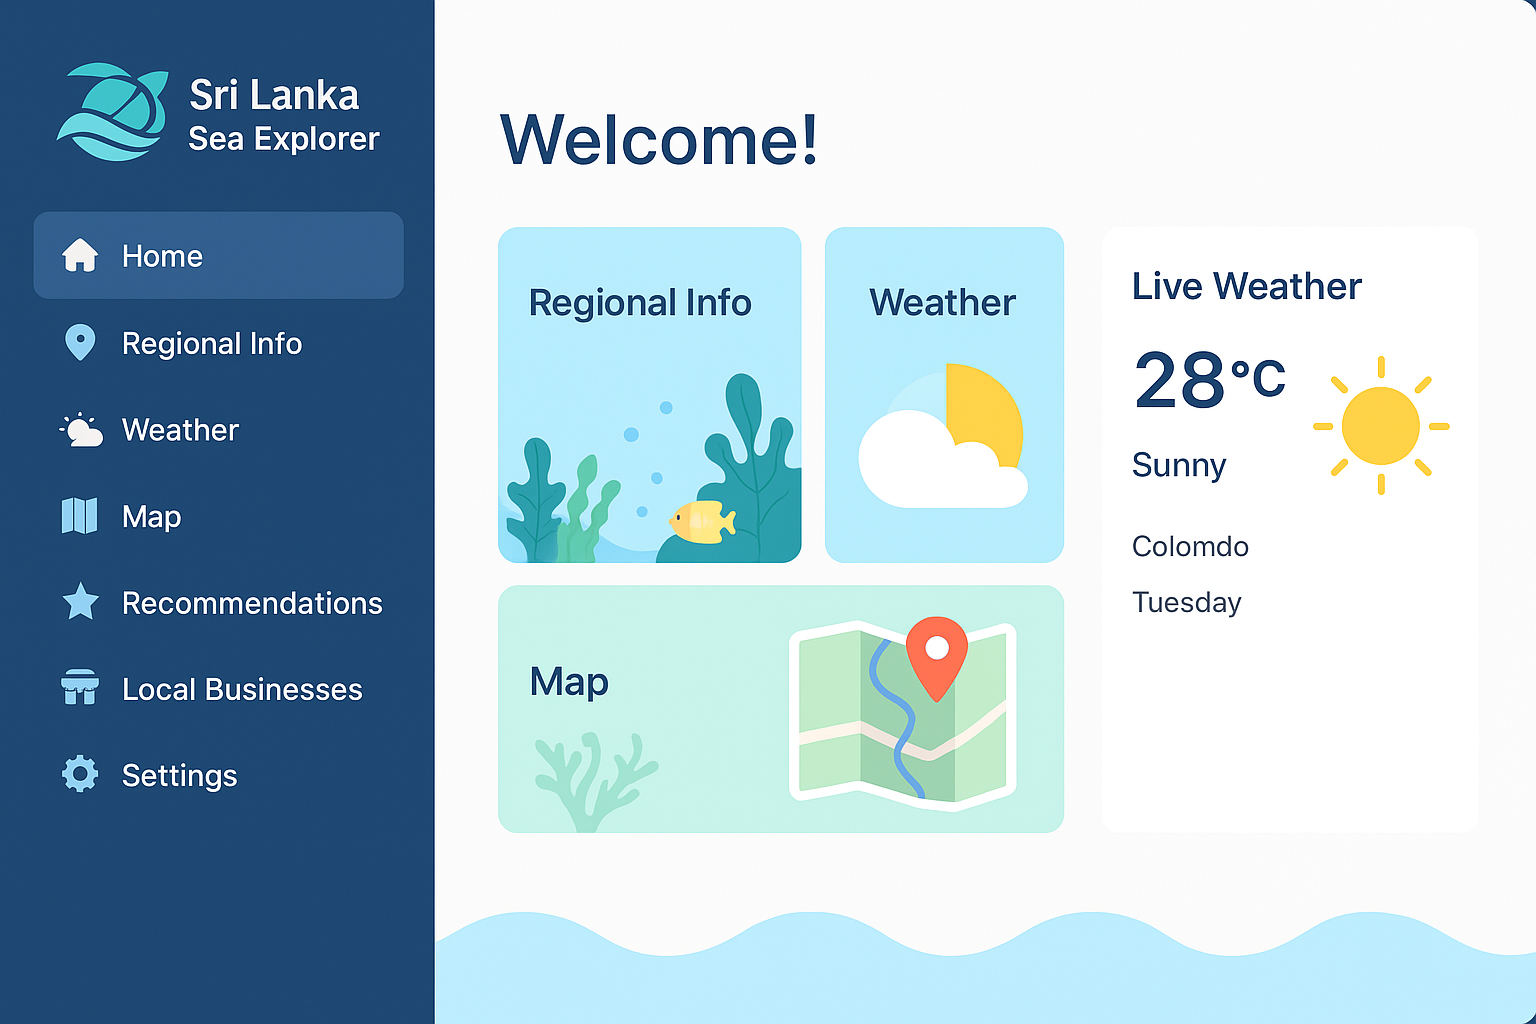 Sri Lanka
Sea Explorer
Home
Regional Info
Weather
Map
Recommendations
Local Businesses
Settings
Welcome!
Regional Info
Weather
Map
Live Weather
28°C
Sunny
Colomdo
Tuesday